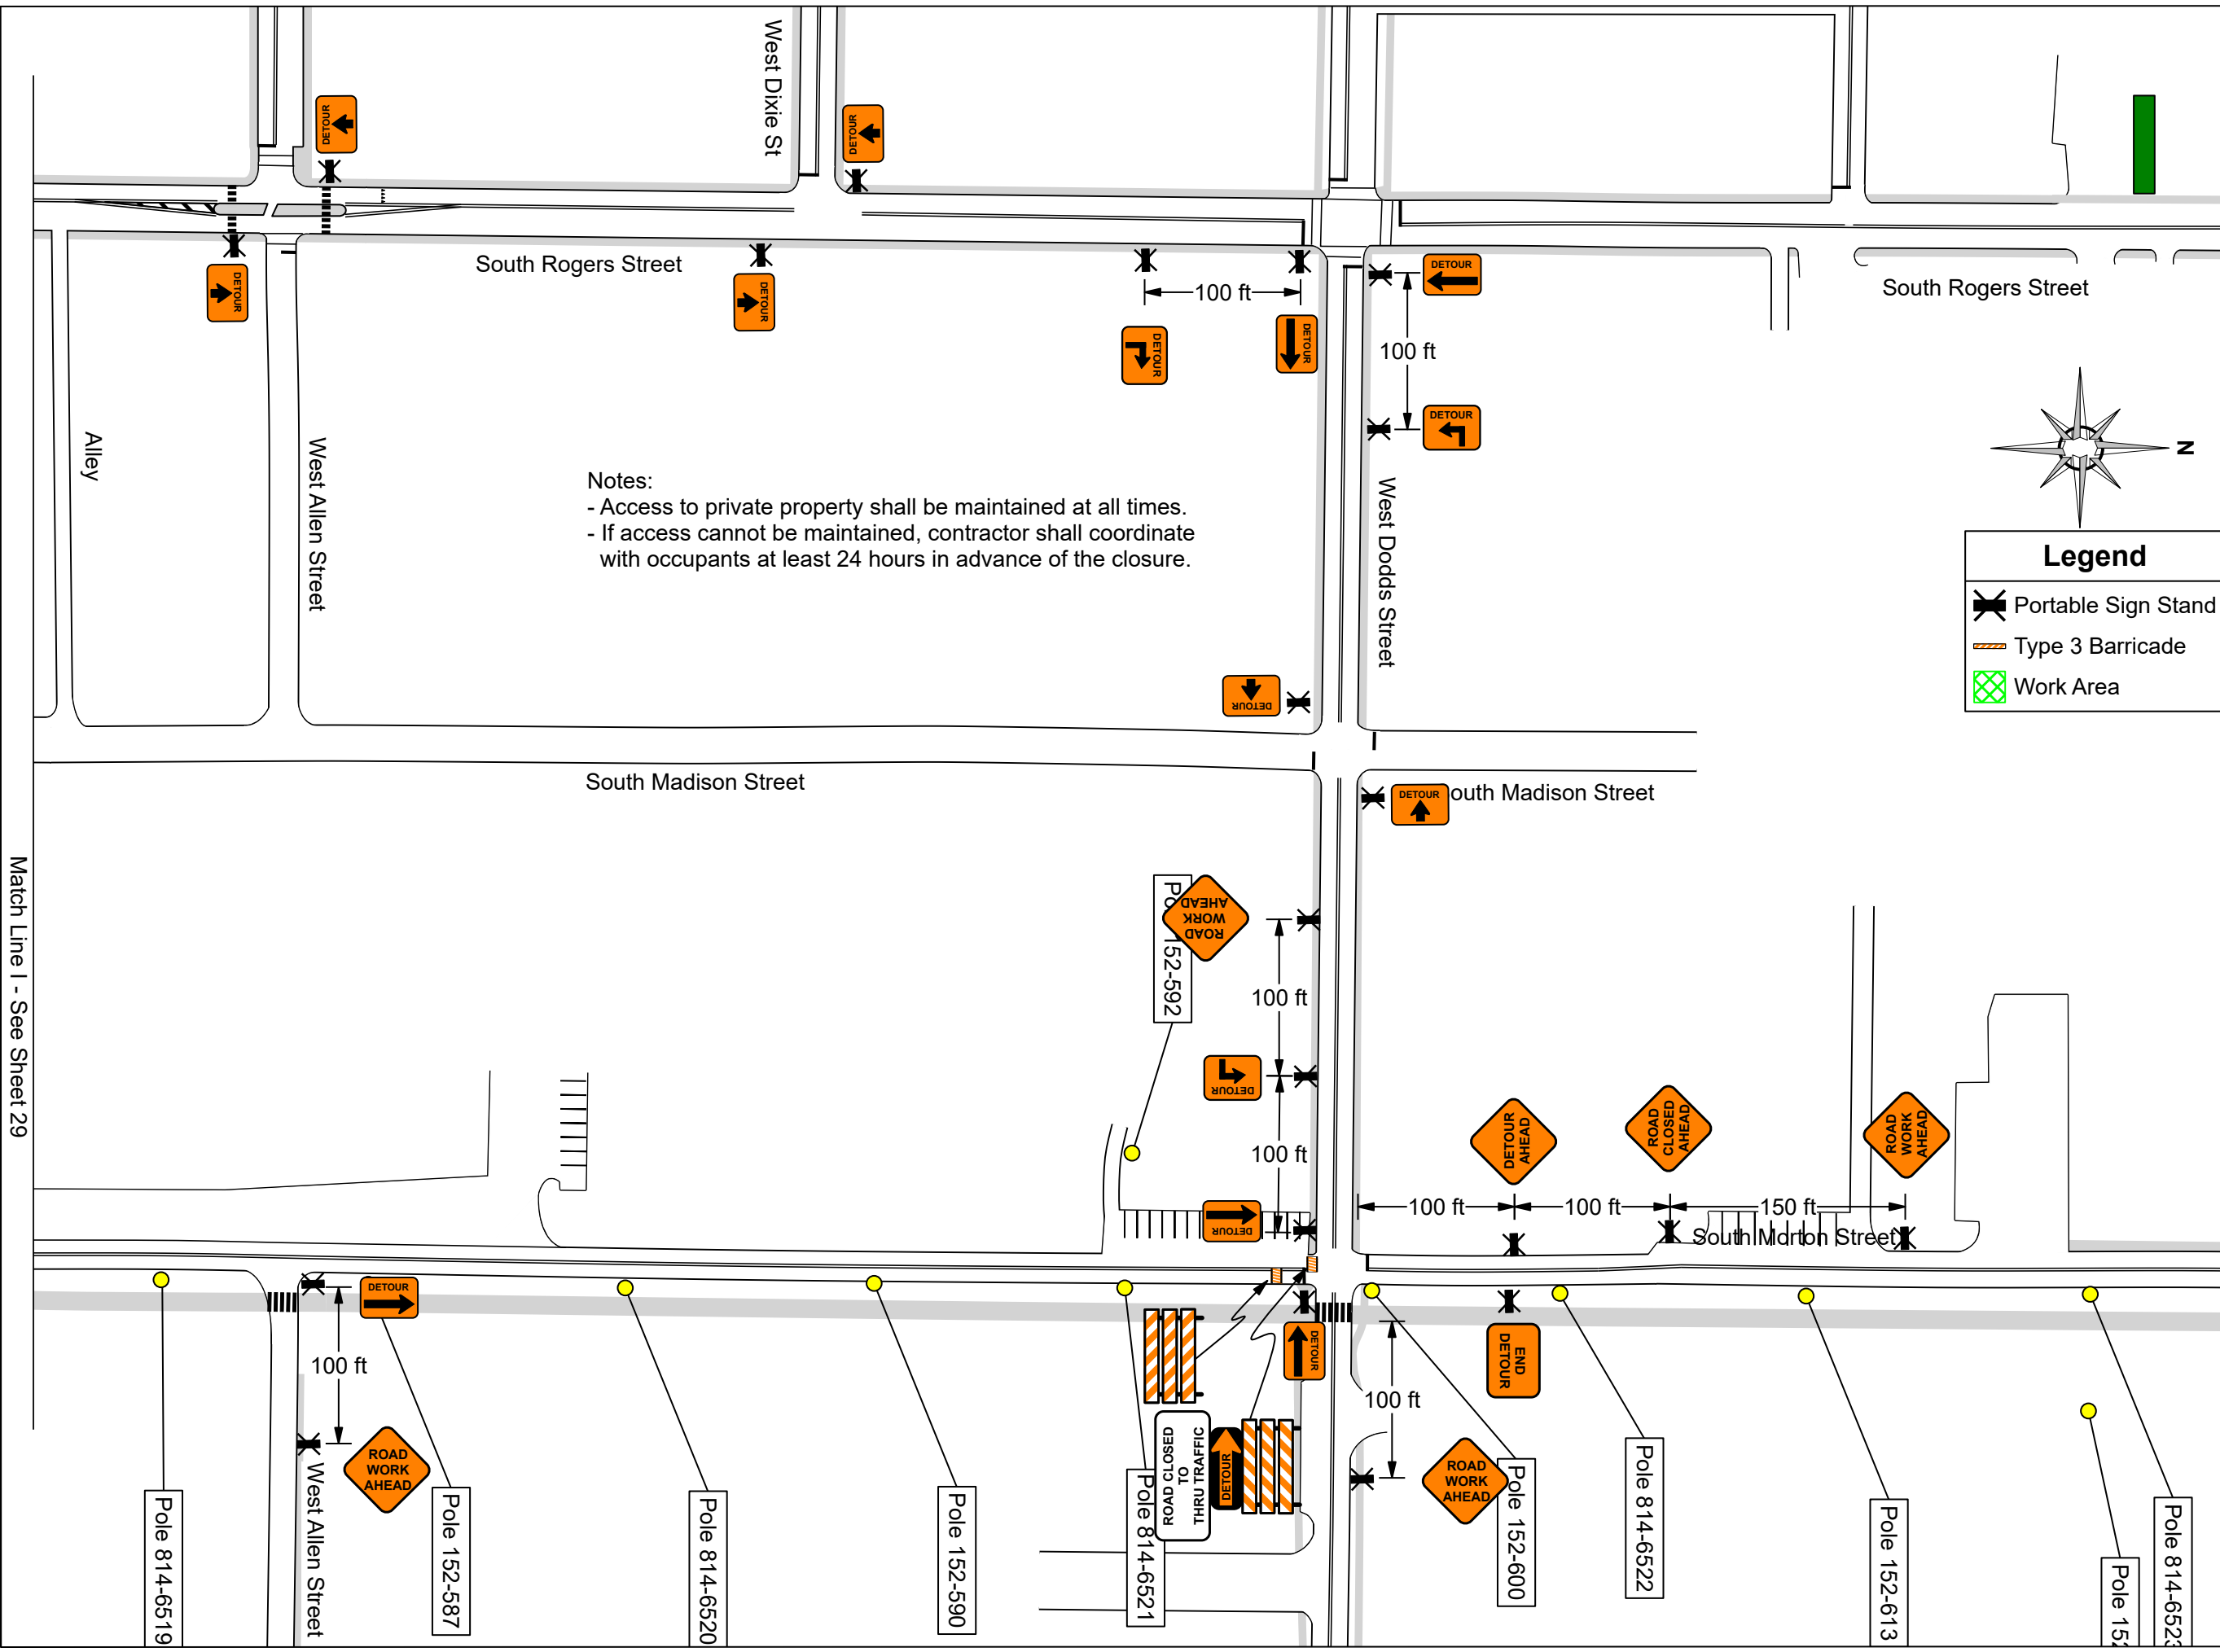 West Dixie St
DETOUR
DETOUR
DETOUR
DETOUR
South Rogers Street
100 ft
DETOUR
DETOUR
DETOUR
100 ft
DETOUR
South Rogers Street
N
Alley
West Allen Street
Notes:
- Access to private property shall be maintained at all times.
- If access cannot be maintained, contractor shall coordinate
with occupants at least 24 hours in advance of the closure.
West Dodds Street
Legend
Portable Sign Stand
Type 3 Barricade
Work Area
DETOUR
South Madison Street
DETOUR
outh Madison Street
Match Line I - See Sheet 29
152-592
ROAD
WORK
AHEAD
100 ft
DETOUR
100 ft
DETOUR
DETOUR
AHEAD
ROAD
CLOSED
AHEAD
ROAD
WORK
AHEAD
100 ft
100 ft
150 ft
South Morton Street
DETOUR
100 ft
ROAD
WORK
AHEAD
West Allen Street
DETOUR
END
DETOUR
100 ft
ROAD
WORK
AHEAD
ROAD CLOSED
TO
THRU TRAFFIC
DETOUR
Pole 814-6519
Pole 152-587
Pole 814-6520
Pole 152-590
Pole 814-6521
Pole 152-600
Pole 814-6522
Pole 152-613
Pole 152
Pole 814-6523